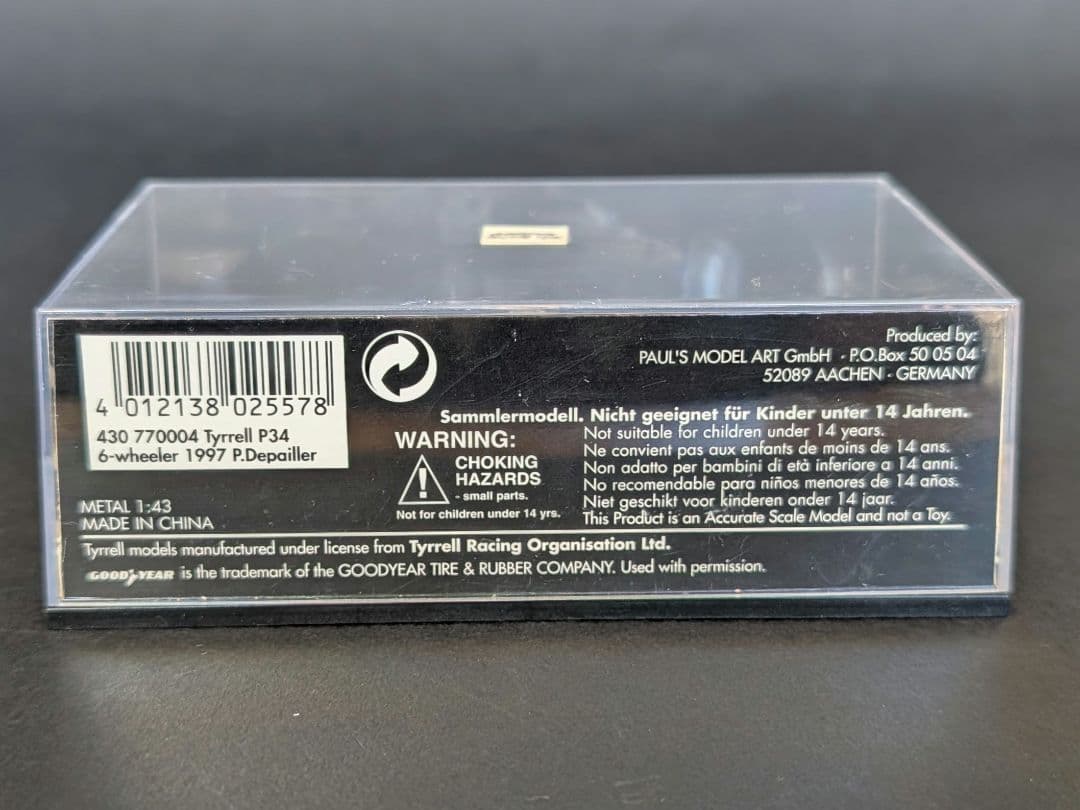 Produced by:
PAUL'S MODEL ART GmbH · P.O.Box 50 05 04
52089 AACHEN · GERMANY
4 012138 025578
430 770004 Tyrrell P34
6-wheeler 1997 P.Depailler
Sammlermodell. Nicht geeignet für Kinder unter 14 Jahren.
WARNING:
CHOKING
HAZARDS
- small parts.
Not for children under 14 yrs.
Not suitable for children under 14 years.
Ne convient pas aux enfants de moins de 14 ans.
Non adatto per bambini di età inferiore a 14 anni.
No recomendable para niños menores de 14 años.
Niet geschikt voor kinderen onder 14 jaar.
This Product is an Accurate Scale Model and not a Toy.
METAL 1:43
MADE IN CHINA
Tyrrell models manufactured under license from Tyrrell Racing Organisation Ltd.
GOODYEAR is the trademark of the GOODYEAR TIRE & RUBBER COMPANY. Used with permission.